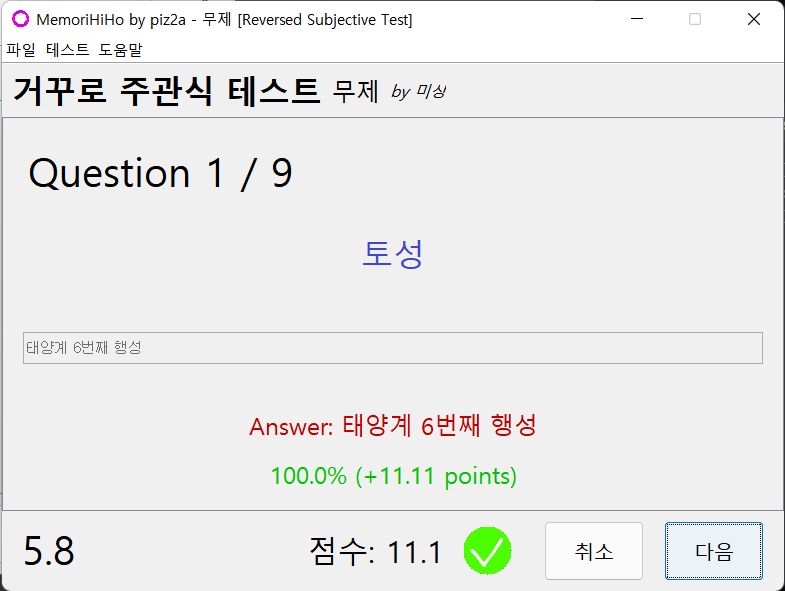 MemoriHiHo by piz2a - 무제 [Reversed Subjective Test]
파일 테스트 도움말
거꾸로 주관식 테스트 무제 by 미상
Question 1 / 9
토성
태양계 6번째 행성
Answer: 태양계 6번째 행성
100.0% (+11.11 points)
5.8 점수: 11.1 취소 다음